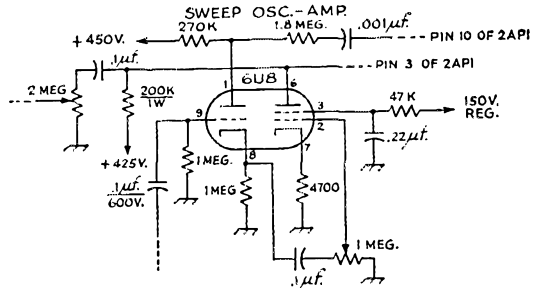 SWEEP OSC.-AMP.
270K
1.8 MEG.
.001µf.
+450V.
PIN 10 OF 2API
.1µf.
PIN 3 OF 2API
6U8
1
6
2 MEG
200K
1W
9
3
2
47K
150V.
REG.
.22µf.
+425V.
1MEG.
8
7
.1µf.
600V.
1MEG
4700
1 MEG.
.1µf.